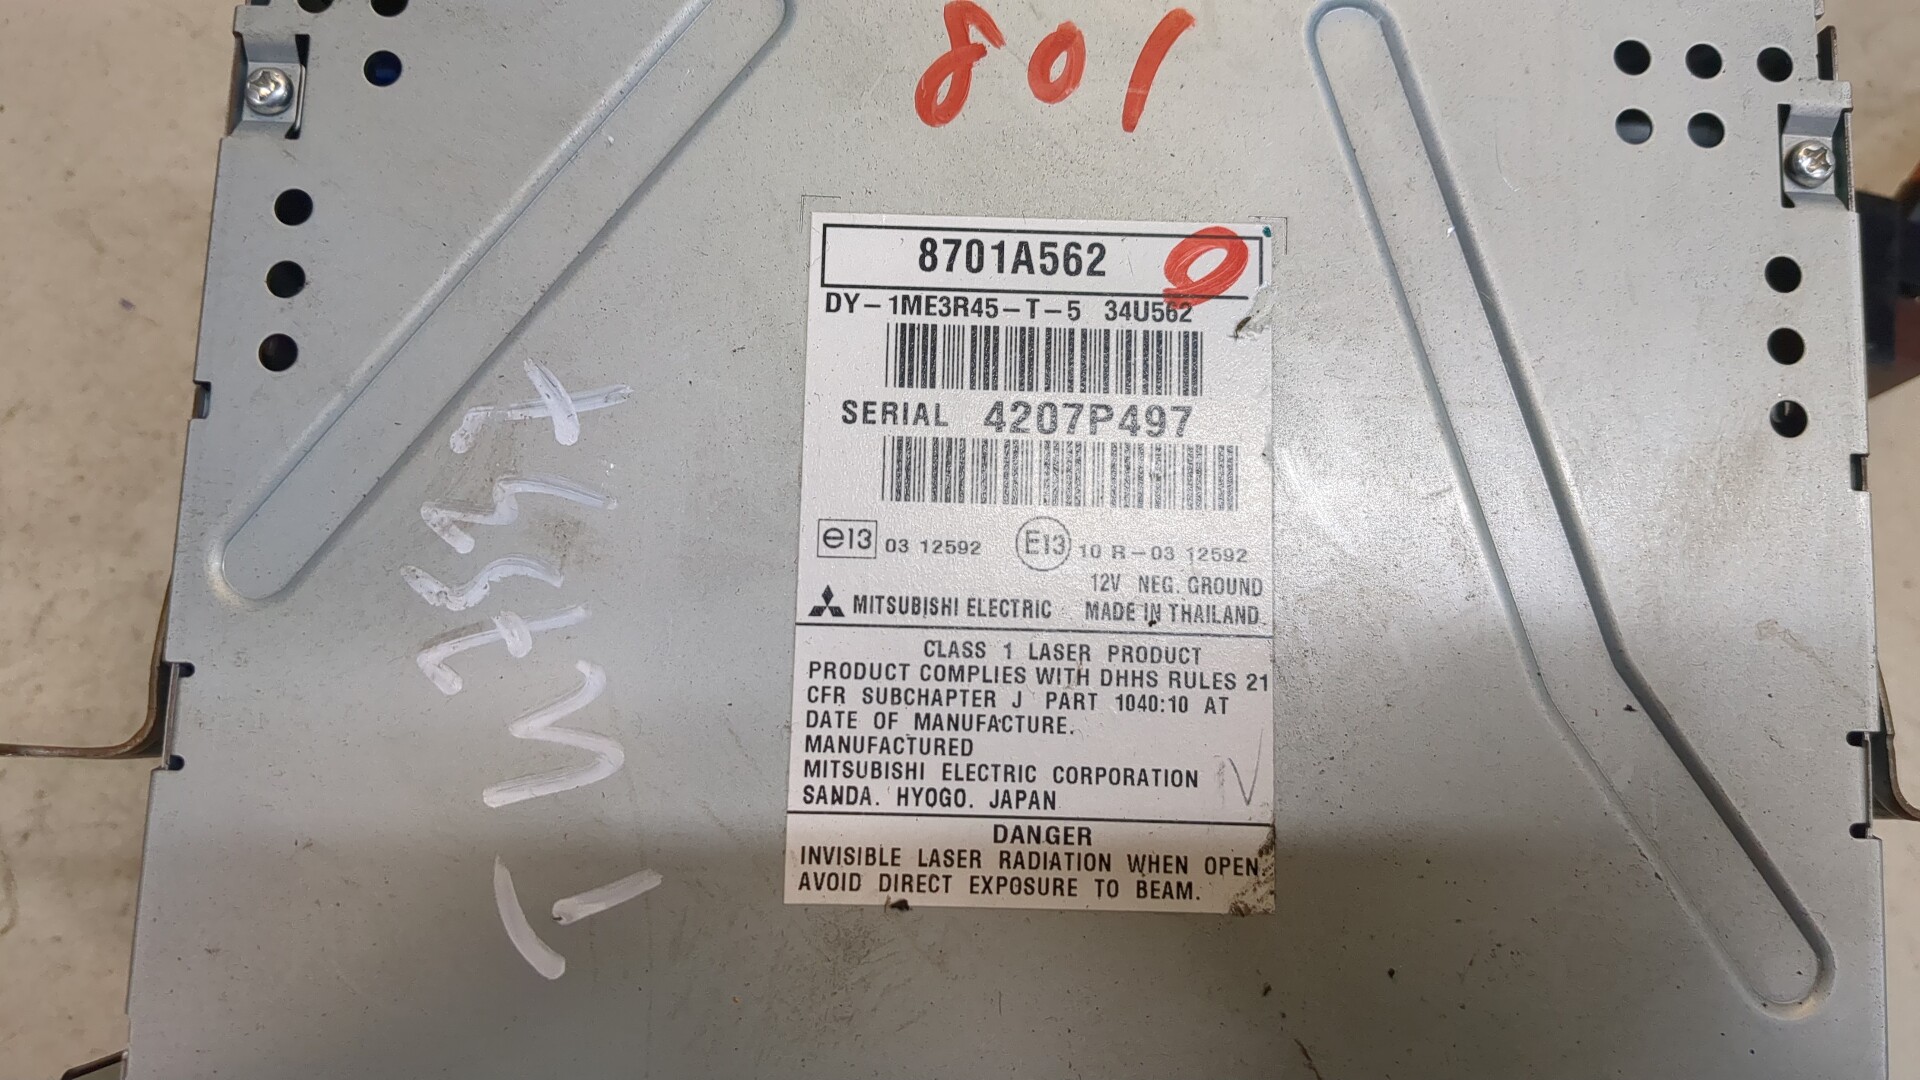 801
8701A562
0
DY-1ME3R45-T-5 34U562
SERIAL 4207P497
e13 03 12592 E13 10 R-03 12592
12V NEG. GROUND
MITSUBISHI ELECTRIC MADE IN THAILAND
CLASS 1 LASER PRODUCT
PRODUCT COMPLIES WITH DHHS RULES 21
CFR SUBCHAPTER J PART 1040:10 AT
DATE OF MANUFACTURE.
MANUFACTURED
MITSUBISHI ELECTRIC CORPORATION
SANDA. HYOGO. JAPAN
DANGER
INVISIBLE LASER RADIATION WHEN OPEN.
AVOID DIRECT EXPOSURE TO BEAM.